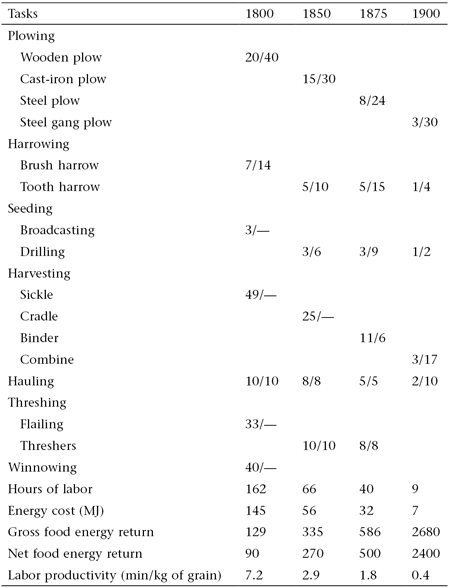 Tasks 1800 1850 1875 1900
Plowing
Wooden plow 20/40
Cast-iron plow 15/30
Steel plow 8/24
Steel gang plow 3/30
Harrowing
Brush harrow 7/14
Tooth harrow 5/10 5/15 1/4
Seeding
Broadcasting 3/—
Drilling 3/6 3/9 1/2
Harvesting
Sickle 49/—
Cradle 25/—
Binder 11/6
Combine 3/17
Hauling 10/10 8/8 5/5 2/10
Threshing
Flailing 33/—
Threshers 10/10 8/8
Winnowing 40/—
Hours of labor 162 66 40 9
Energy cost (MJ) 145 56 32 7
Gross food energy return 129 335 586 2680
Net food energy return 90 270 500 2400
Labor productivity (min/kg of grain) 7.2 2.9 1.8 0.4